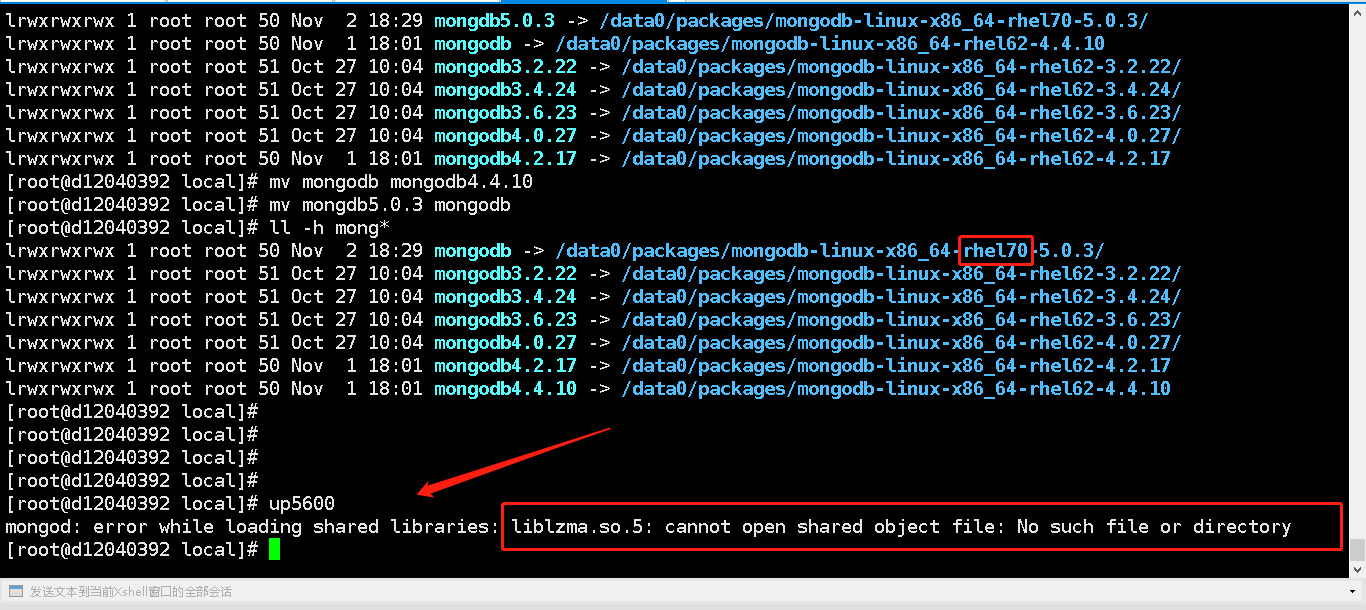 lrwxrwxrwx 1 root root 50 Nov  2 18:29 mongdb5.0.3 -> /data0/packages/mongodb-linux-x86_64-rhel70-5.0.3/
lrwxrwxrwx 1 root root 50 Nov  1 18:01 mongodb -> /data0/packages/mongodb-linux-x86_64-rhel62-4.4.10
lrwxrwxrwx 1 root root 51 Oct 27 10:04 mongodb3.2.22 -> /data0/packages/mongodb-linux-x86_64-rhel62-3.2.22/
lrwxrwxrwx 1 root root 51 Oct 27 10:04 mongodb3.4.24 -> /data0/packages/mongodb-linux-x86_64-rhel62-3.4.24/
lrwxrwxrwx 1 root root 51 Oct 27 10:04 mongodb3.6.23 -> /data0/packages/mongodb-linux-x86_64-rhel62-3.6.23/
lrwxrwxrwx 1 root root 51 Oct 27 10:04 mongodb4.0.27 -> /data0/packages/mongodb-linux-x86_64-rhel62-4.0.27/
lrwxrwxrwx 1 root root 50 Nov  1 18:01 mongodb4.2.17 -> /data0/packages/mongodb-linux-x86_64-rhel62-4.2.17
[root@d12040392 local]# mv mongodb mongodb4.4.10
[root@d12040392 local]# mv mongdb5.0.3 mongodb
[root@d12040392 local]# ll -h mong*
lrwxrwxrwx 1 root root 50 Nov  2 18:29 mongodb -> /data0/packages/mongodb-linux-x86_64-rhel70-5.0.3/
lrwxrwxrwx 1 root root 51 Oct 27 10:04 mongodb3.2.22 -> /data0/packages/mongodb-linux-x86_64-rhel62-3.2.22/
lrwxrwxrwx 1 root root 51 Oct 27 10:04 mongodb3.4.24 -> /data0/packages/mongodb-linux-x86_64-rhel62-3.4.24/
lrwxrwxrwx 1 root root 51 Oct 27 10:04 mongodb3.6.23 -> /data0/packages/mongodb-linux-x86_64-rhel62-3.6.23/
lrwxrwxrwx 1 root root 51 Oct 27 10:04 mongodb4.0.27 -> /data0/packages/mongodb-linux-x86_64-rhel62-4.0.27/
lrwxrwxrwx 1 root root 50 Nov  1 18:01 mongodb4.2.17 -> /data0/packages/mongodb-linux-x86_64-rhel62-4.2.17
lrwxrwxrwx 1 root root 50 Nov  1 18:01 mongodb4.4.10 -> /data0/packages/mongodb-linux-x86_64-rhel62-4.4.10
[root@d12040392 local]#
[root@d12040392 local]#
[root@d12040392 local]#
[root@d12040392 local]#
[root@d12040392 local]# up5600
mongod: error while loading shared libraries: liblzma.so.5: cannot open shared object file: No such file or directory
[root@d12040392 local]#
发送文本到当前Xshell窗口的全部会话